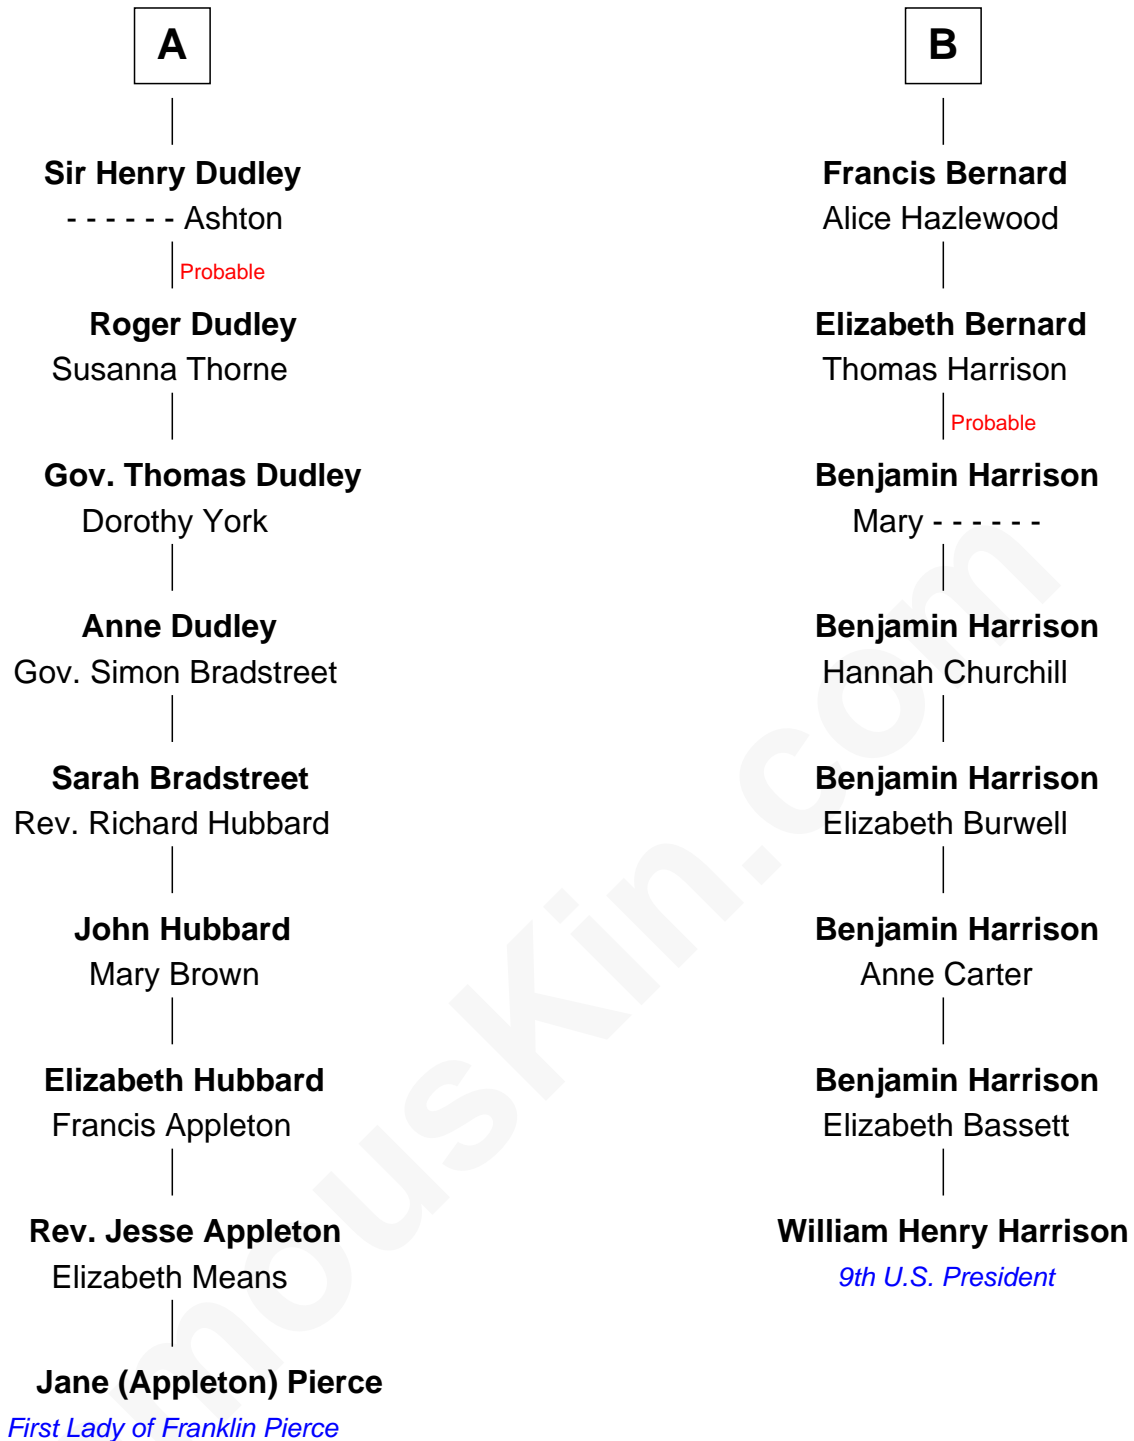 A
Sir Henry Dudley
- - - - - - Ashton
Probable
Roger Dudley
Susanna Thorne
Gov. Thomas Dudley
Dorothy York
Anne Dudley
Gov. Simon Bradstreet
Sarah Bradstreet
Rev. Richard Hubbard
John Hubbard
Mary Brown
Elizabeth Hubbard
Francis Appleton
Rev. Jesse Appleton
Elizabeth Means
Jane (Appleton) Pierce
First Lady of Franklin Pierce
B
Francis Bernard
Alice Hazlewood
Elizabeth Bernard
Thomas Harrison
Probable
Benjamin Harrison
Mary - - - - - -
Benjamin Harrison
Hannah Churchill
Benjamin Harrison
Elizabeth Burwell
Benjamin Harrison
Anne Carter
Benjamin Harrison
Elizabeth Bassett
William Henry Harrison
9th U.S. President
mousKin.com